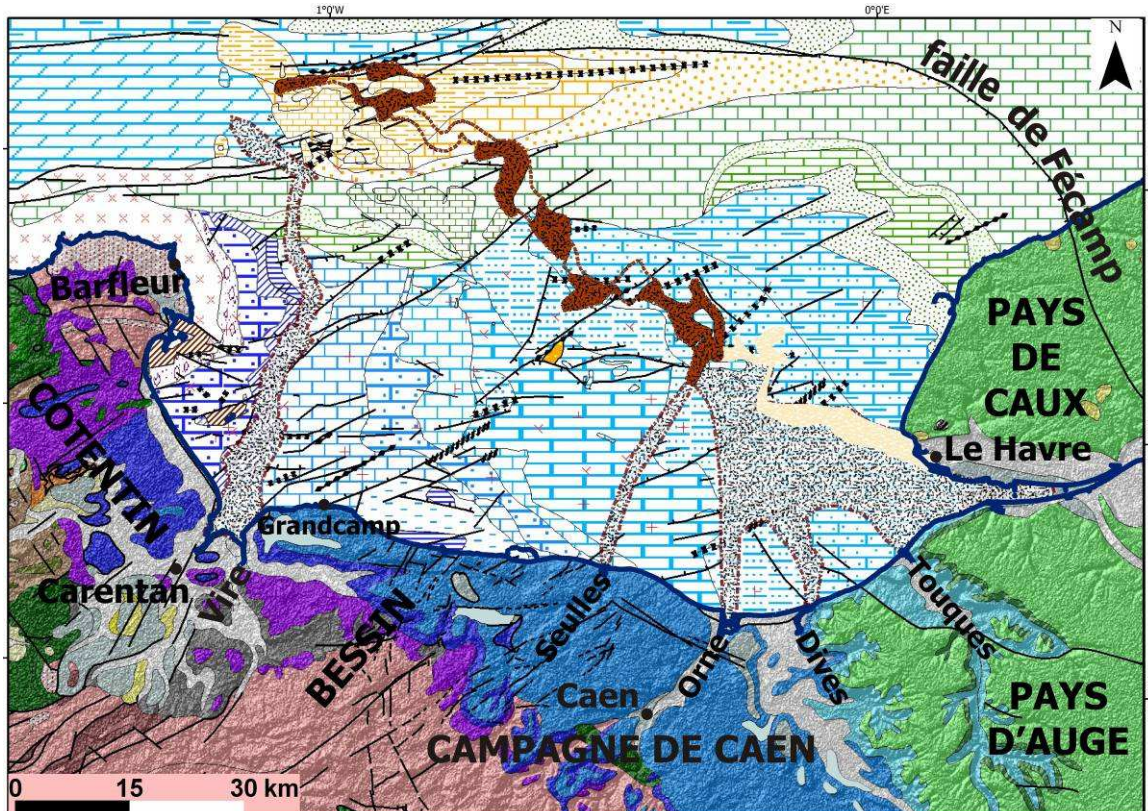 1°0'W
0°0'E
N
faille de Fécamp
Barfleur
PAYS
DE
CAUX
COTENTIN
Le Havre
Grandcamp
Carentan
Vire
BESSIN
Seulles
Orne
Dives
Touques
Caen
CAMPAGNE DE CAEN
PAYS
D'AUGE
0 15 30 km